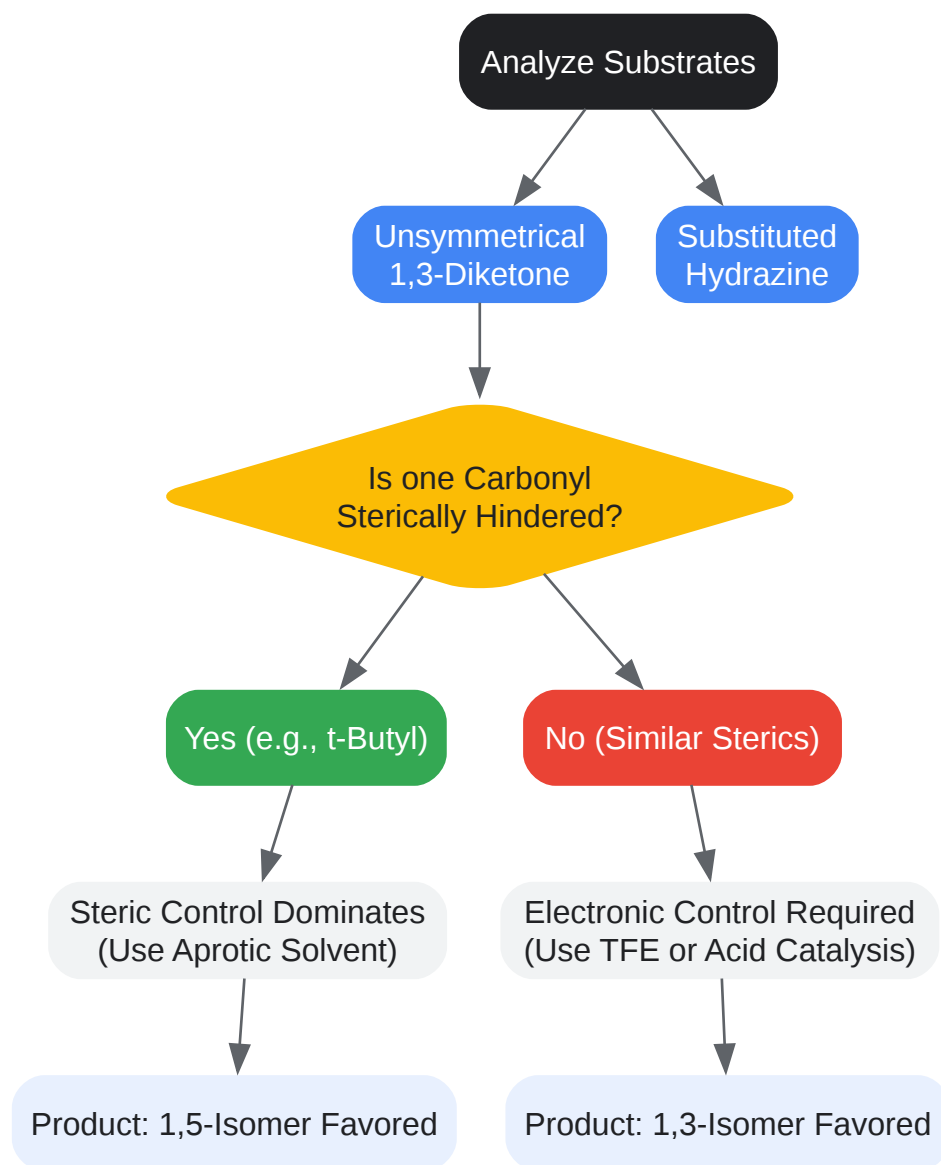 Analyze Substrates
Unsymmetrical
1,3-Diketone
Substituted
Hydrazine
Is one Carbonyl
Sterically Hindered?
Yes (e.g., t-Butyl)
No (Similar Sterics)
Steric Control Dominates
(Use Aprotic Solvent)
Electronic Control Required
(Use TFE or Acid Catalysis)
Product: 1,5-Isomer Favored
Product: 1,3-Isomer Favored